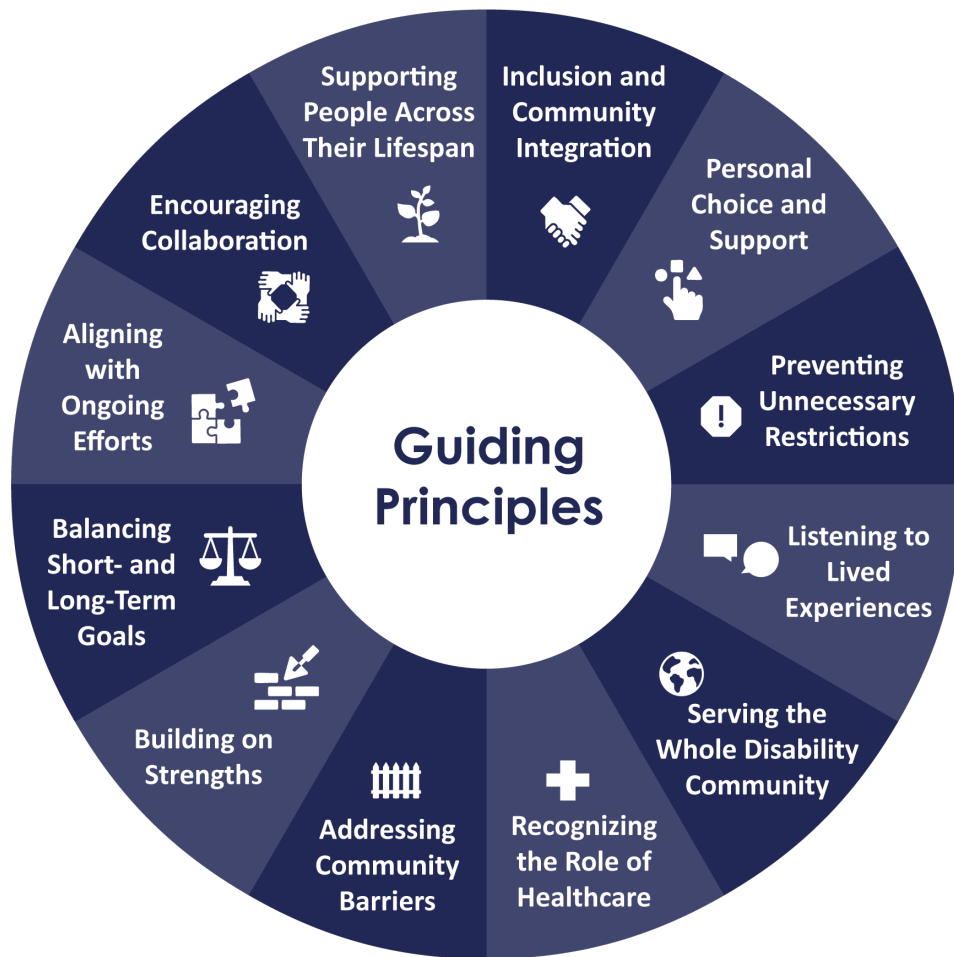 Guiding
Principles
Inclusion and
Community
Integration
Personal
Choice and
Support
Preventing
Unnecessary
Restrictions
Listening to
Lived
Experiences
Serving the
Whole Disability
Community
Recognizing
the Role of
Healthcare
Addressing
Community
Barriers
Building on
Strengths
Balancing
Short- and
Long-Term
Goals
Aligning
with
Ongoing
Efforts
Encouraging
Collaboration
Supporting
People Across
Their Lifespan